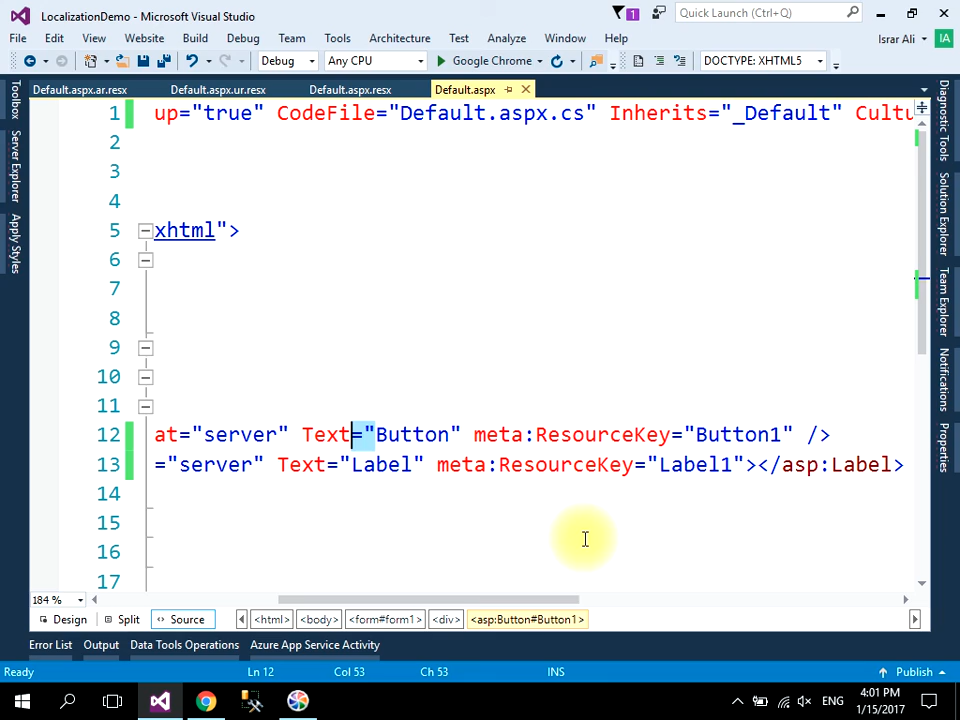 LocalizationDemo - Microsoft Visual Studio
1
Quick Launch (Ctrl+Q)
File Edit View Website Build Debug Team Tools Architecture Test Analyze Window Help
Israr Ali IA
Debug Any CPU Google Chrome DOCTYPE: XHTML5
Default.aspx.ar.resx Default.aspx.ur.resx Default.aspx.resx Default.aspx
Toolbox
Server Explorer
Apply Styles
1 up="true" CodeFile="Default.aspx.cs" Inherits="_Default" Cultu
2
3
4
5 xhtml">
6
7
8
9
10
11
12 at="server" Text="Button" meta:ResourceKey="Button1" />
13 ="server" Text="Label" meta:ResourceKey="Label1"></asp:Label>
14
15
16
17
Diagnostic Tools
Solution Explorer
Team Explorer
Notifications
Properties
184 %
Design Split Source <html> <body> <form#form1> <div> <asp:Button#Button1>
Error List Output Data Tools Operations Azure App Service Activity
Ready Ln 12 Col 53 Ch 53 INS Publish
ENG
4:01 PM
1/15/2017